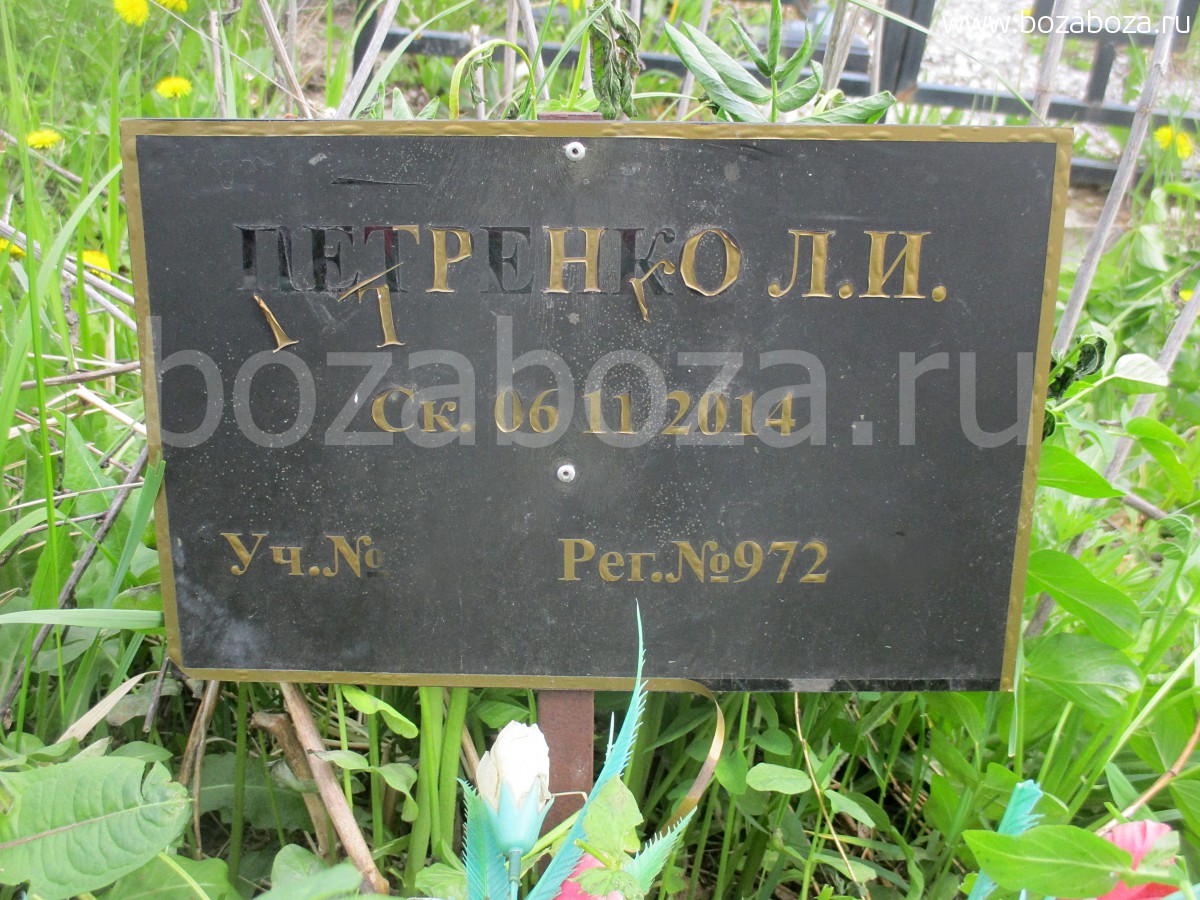 www.bozaboza.ru
ПЕТРЕНКО Л.И.
bozaboza.ru
Ск. 06 11 2014
Уч.№ Рег.№972